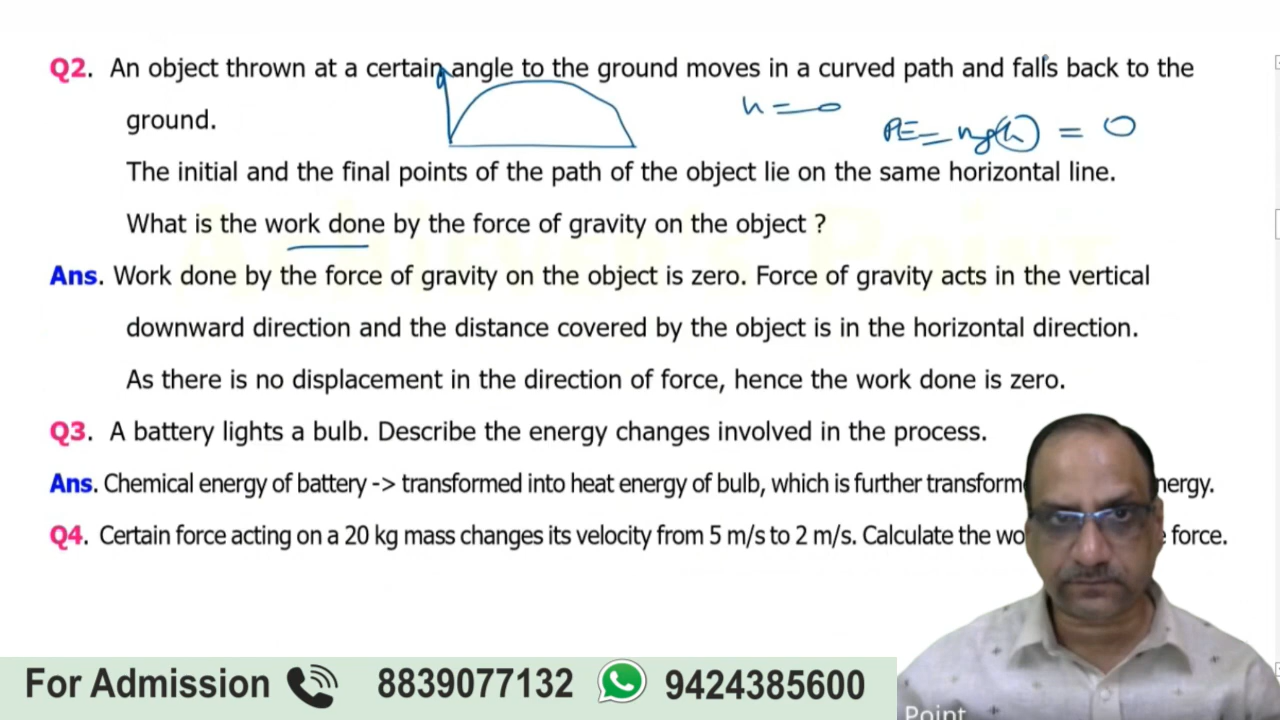 Q2. An object thrown at a certain angle to the ground moves in a curved path and falls back to the
ground.
h = 0
PE = mg(h) = 0
The initial and the final points of the path of the object lie on the same horizontal line.
What is the work done by the force of gravity on the object ?
Ans. Work done by the force of gravity on the object is zero. Force of gravity acts in the vertical
downward direction and the distance covered by the object is in the horizontal direction.
As there is no displacement in the direction of force, hence the work done is zero.
Q3. A battery lights a bulb. Describe the energy changes involved in the process.
Ans. Chemical energy of battery -> transformed into heat energy of bulb, which is further
Q4. Certain force acting on a 20 kg mass changes its velocity from 5 m/s to 2 m/s. Calculate the force.
For Admission 8839077132 9424385600
Point